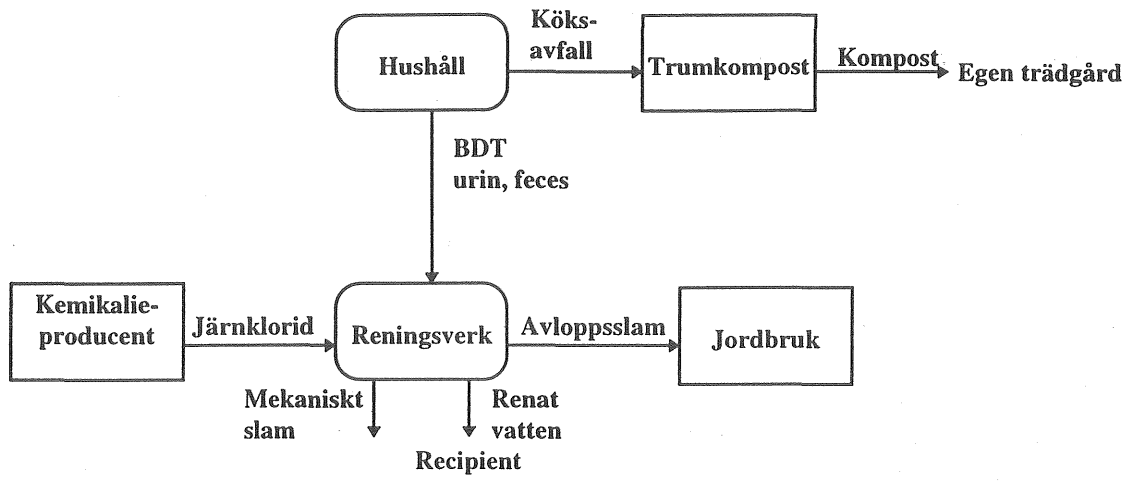 Köks-
avfall
Hushåll
Trumkompost
Kompost
Egen trädgård
BDT
urin, feces
Kemikalie-
producent
Järnklorid
Reningsverk
Avloppsslam
Jordbruk
Mekaniskt
slam
Renat
vatten
Recipient